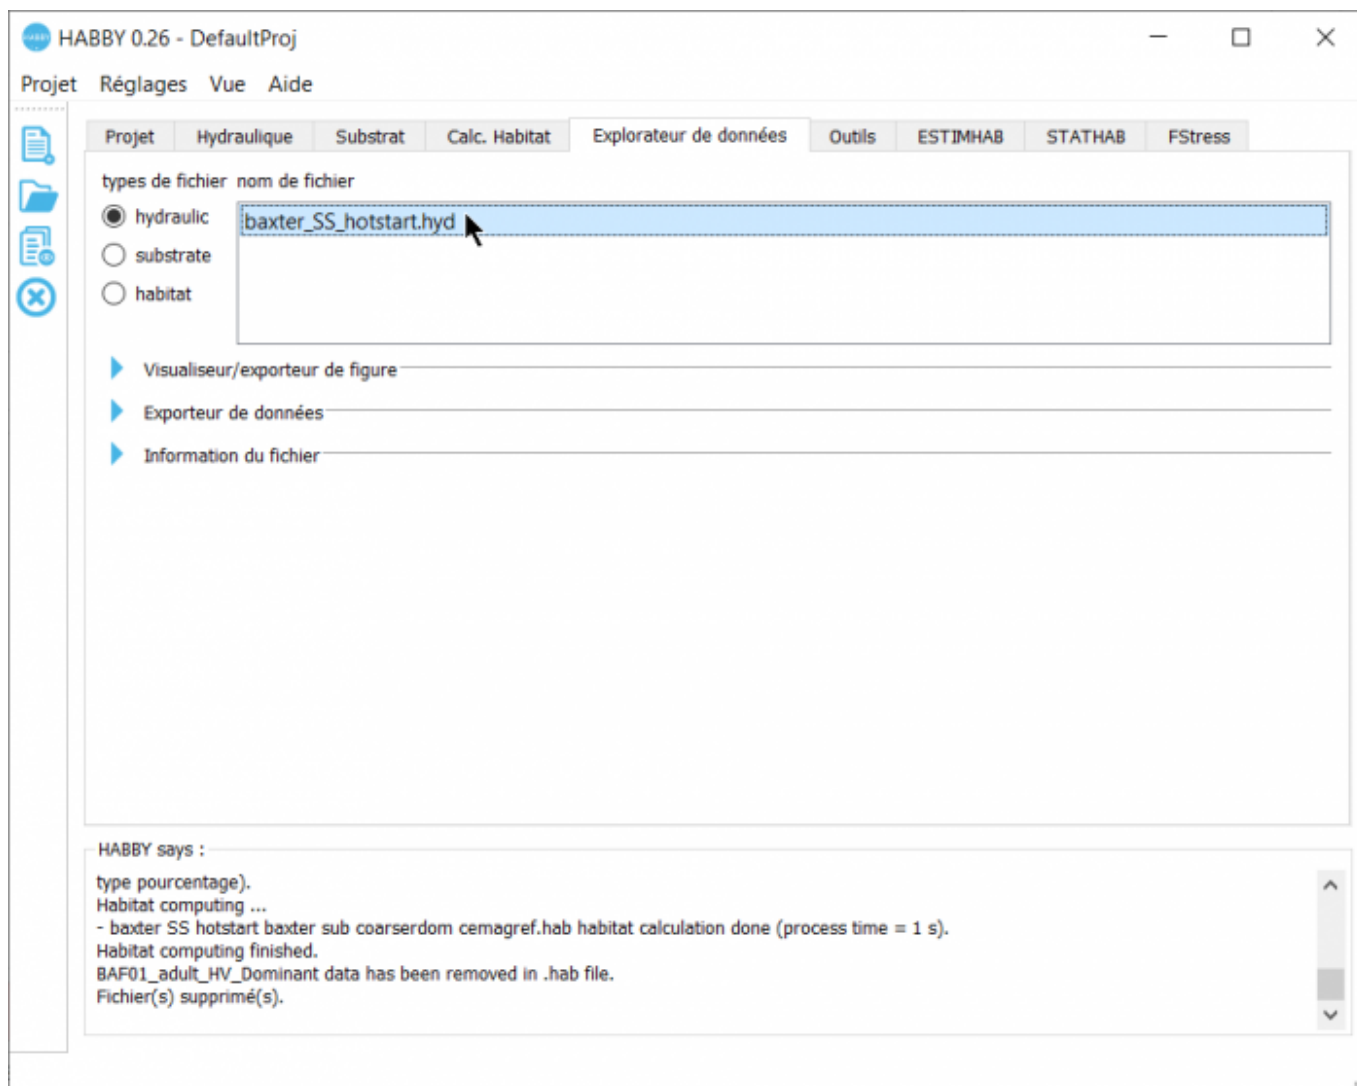 HABBY 0.26 - DefaultProj
Projet Réglages Vue Aide
Projet Hydraulique Substrat Calc. Habitat Explorateur de données Outils ESTIMHAB STATHAB FStress
types de fichier nom de fichier
hydraulic baxter_SS_hotstart.hyd
substrate
habitat
Visualiseur/exporteur de figure
Exporteur de données
Information du fichier
HABBY says :
type pourcentage).
Habitat computing ...
- baxter SS hotstart baxter sub coarserdom cemagref.hab habitat calculation done (process time = 1 s).
Habitat computing finished.
BAF01_adult_HV_Dominant data has been removed in .hab file.
Fichier(s) supprimé(s).